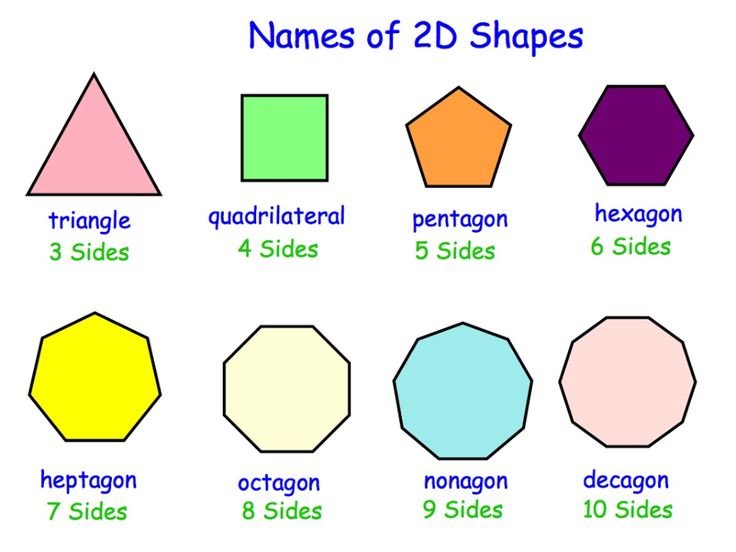 Names of 2D Shapes
triangle
3 Sides
quadrilateral
4 Sides
pentagon
5 Sides
hexagon
6 Sides
heptagon
7 Sides
octagon
8 Sides
nonagon
9 Sides
decagon
10 Sides